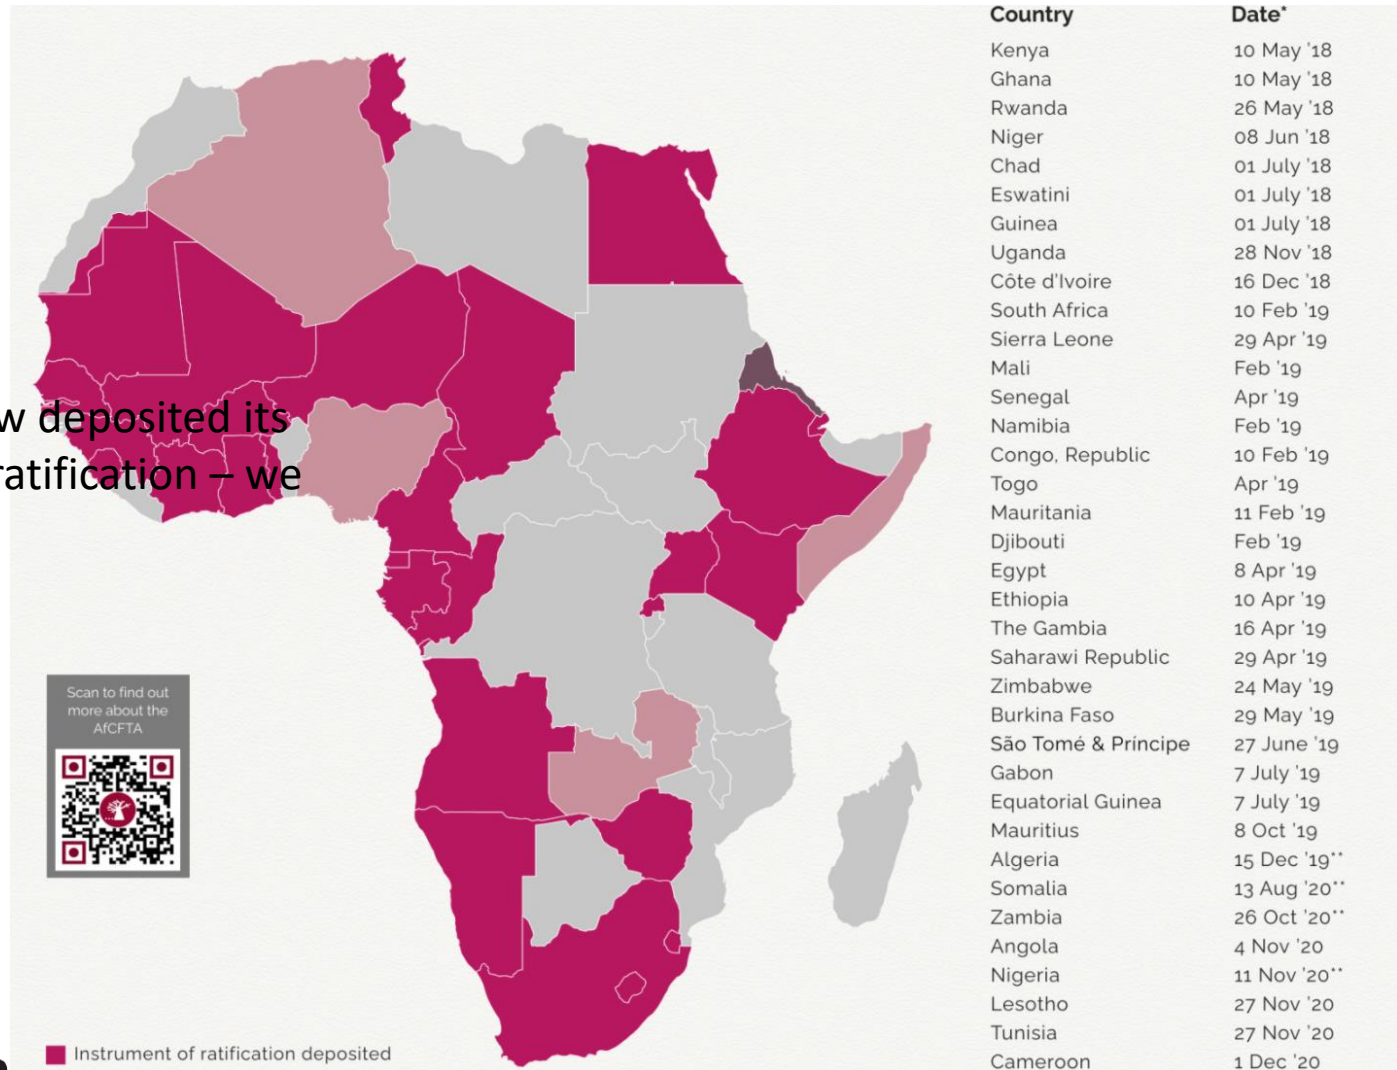 Country Date*
Kenya 10 May '18
Ghana 10 May '18
Rwanda 26 May '18
Niger 08 Jun '18
Chad 01 July '18
Eswatini 01 July '18
Guinea 01 July '18
Uganda 28 Nov '18
Côte d'Ivoire 16 Dec '18
South Africa 10 Feb '19
Sierra Leone 29 Apr '19
Mali Feb '19
Senegal Apr '19
Namibia Feb '19
Congo, Republic 10 Feb '19
Togo Apr '19
Mauritania 11 Feb '19
Djibouti Feb '19
Egypt 8 Apr '19
Ethiopia 10 Apr '19
The Gambia 16 Apr '19
Saharawi Republic 29 Apr '19
Zimbabwe 24 May '19
Burkina Faso 29 May '19
São Tomé & Príncipe 27 June '19
Gabon 7 July '19
Equatorial Guinea 7 July '19
Mauritius 8 Oct '19
Algeria 15 Dec '19**
Somalia 13 Aug '20**
Zambia 26 Oct '20**
Angola 4 Nov '20
Nigeria 11 Nov '20**
Lesotho 27 Nov '20
Tunisia 27 Nov '20
Cameroon 1 Dec '20
w deposited its
ratification – we
Scan to find out
more about the
AfCFTA
Instrument of ratification deposited